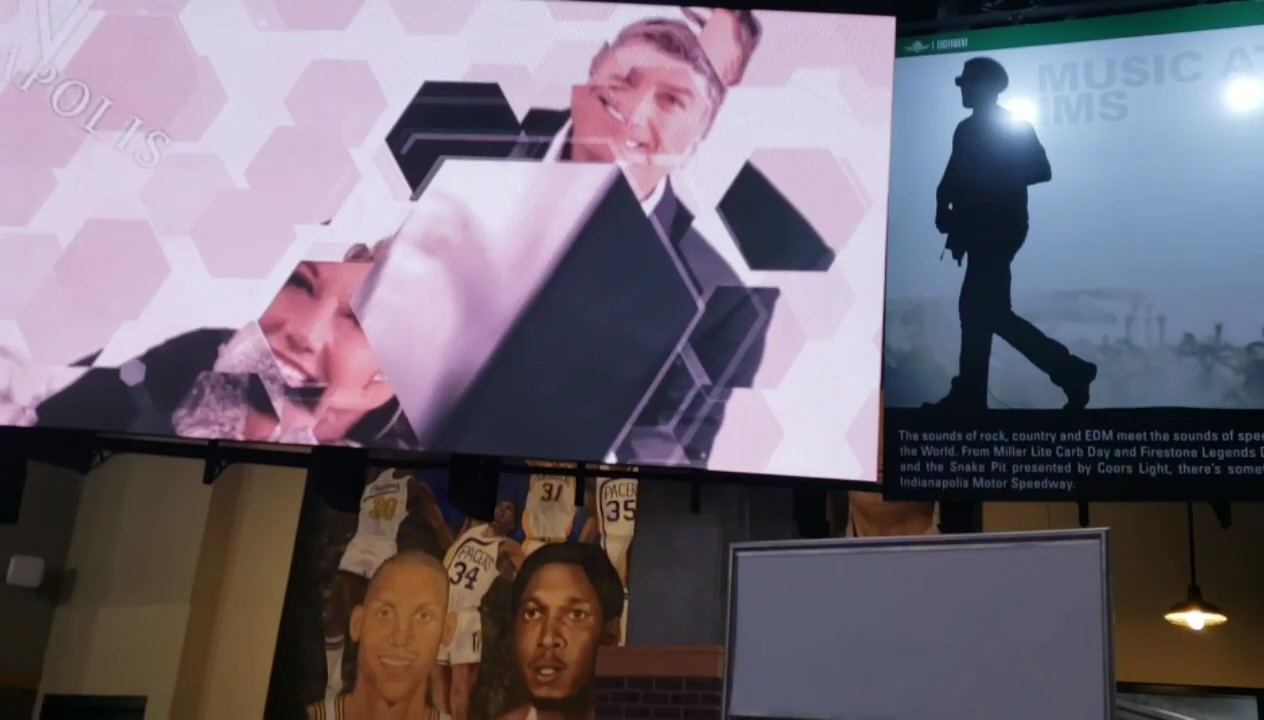 APOLIS
EXCITEMENT
MUSIC AT
IMS
The sounds of rock, country and EDM meet the sounds of spee
the World. From Miller Lite Carb Day and Firestone Legends D
and the Snake Pit presented by Coors Light, there's somet
Indianapolis Motor Speedway.
31
PACER
35
30
PACERS
34